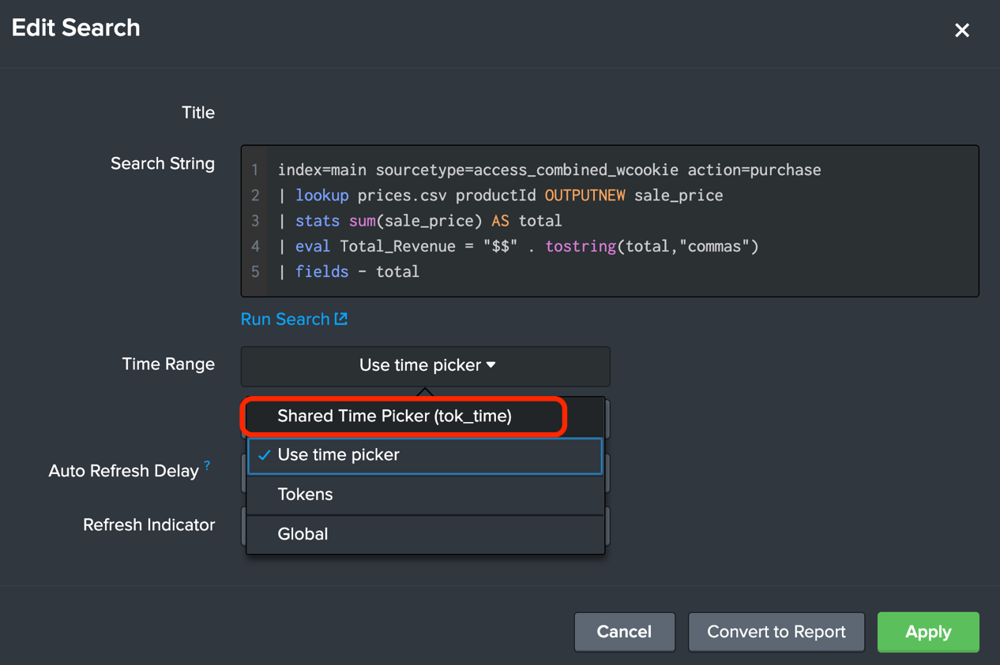 Edit Search
Title
Search String
1 index=main sourcetype=access_combined_wcookie action=purchase
2 | lookup prices.csv productId OUTPUTNEW sale_price
3 | stats sum(sale_price) AS total
4 | eval Total_Revenue = "$$" . tostring(total,"commas")
5 | fields - total
Run Search
Time Range
Use time picker
Shared Time Picker (tok_time)
Use time picker
Auto Refresh Delay ?
Tokens
Refresh Indicator
Global
Cancel
Convert to Report
Apply